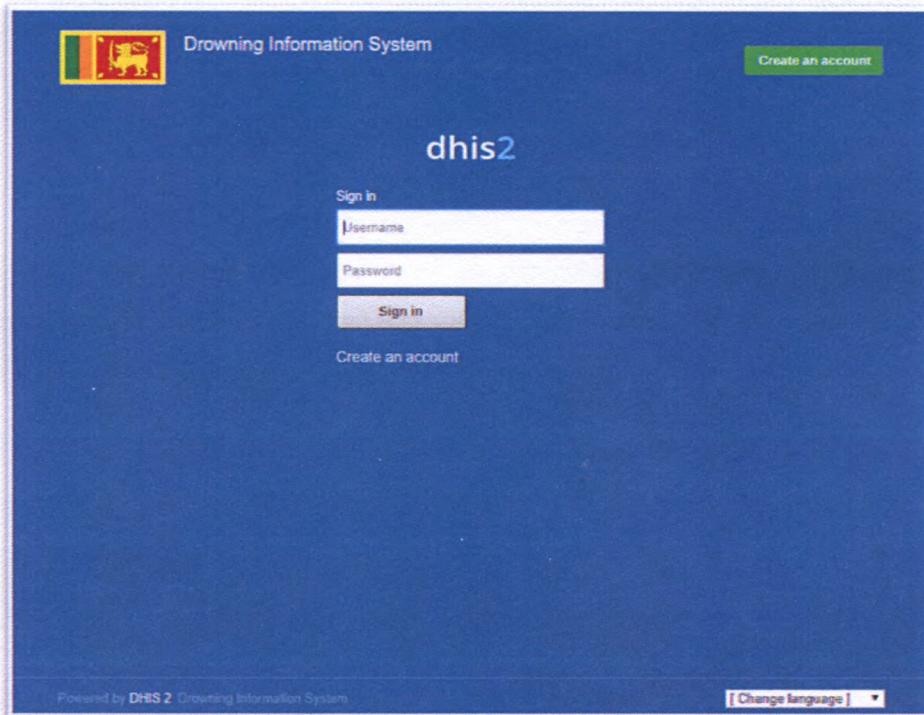 Drowning Information System
Create an account
dhis2
Sign in
Username
Password
Sign in
Create an account
Powered by DHIS 2 Drowning Information System
[ Change language ]